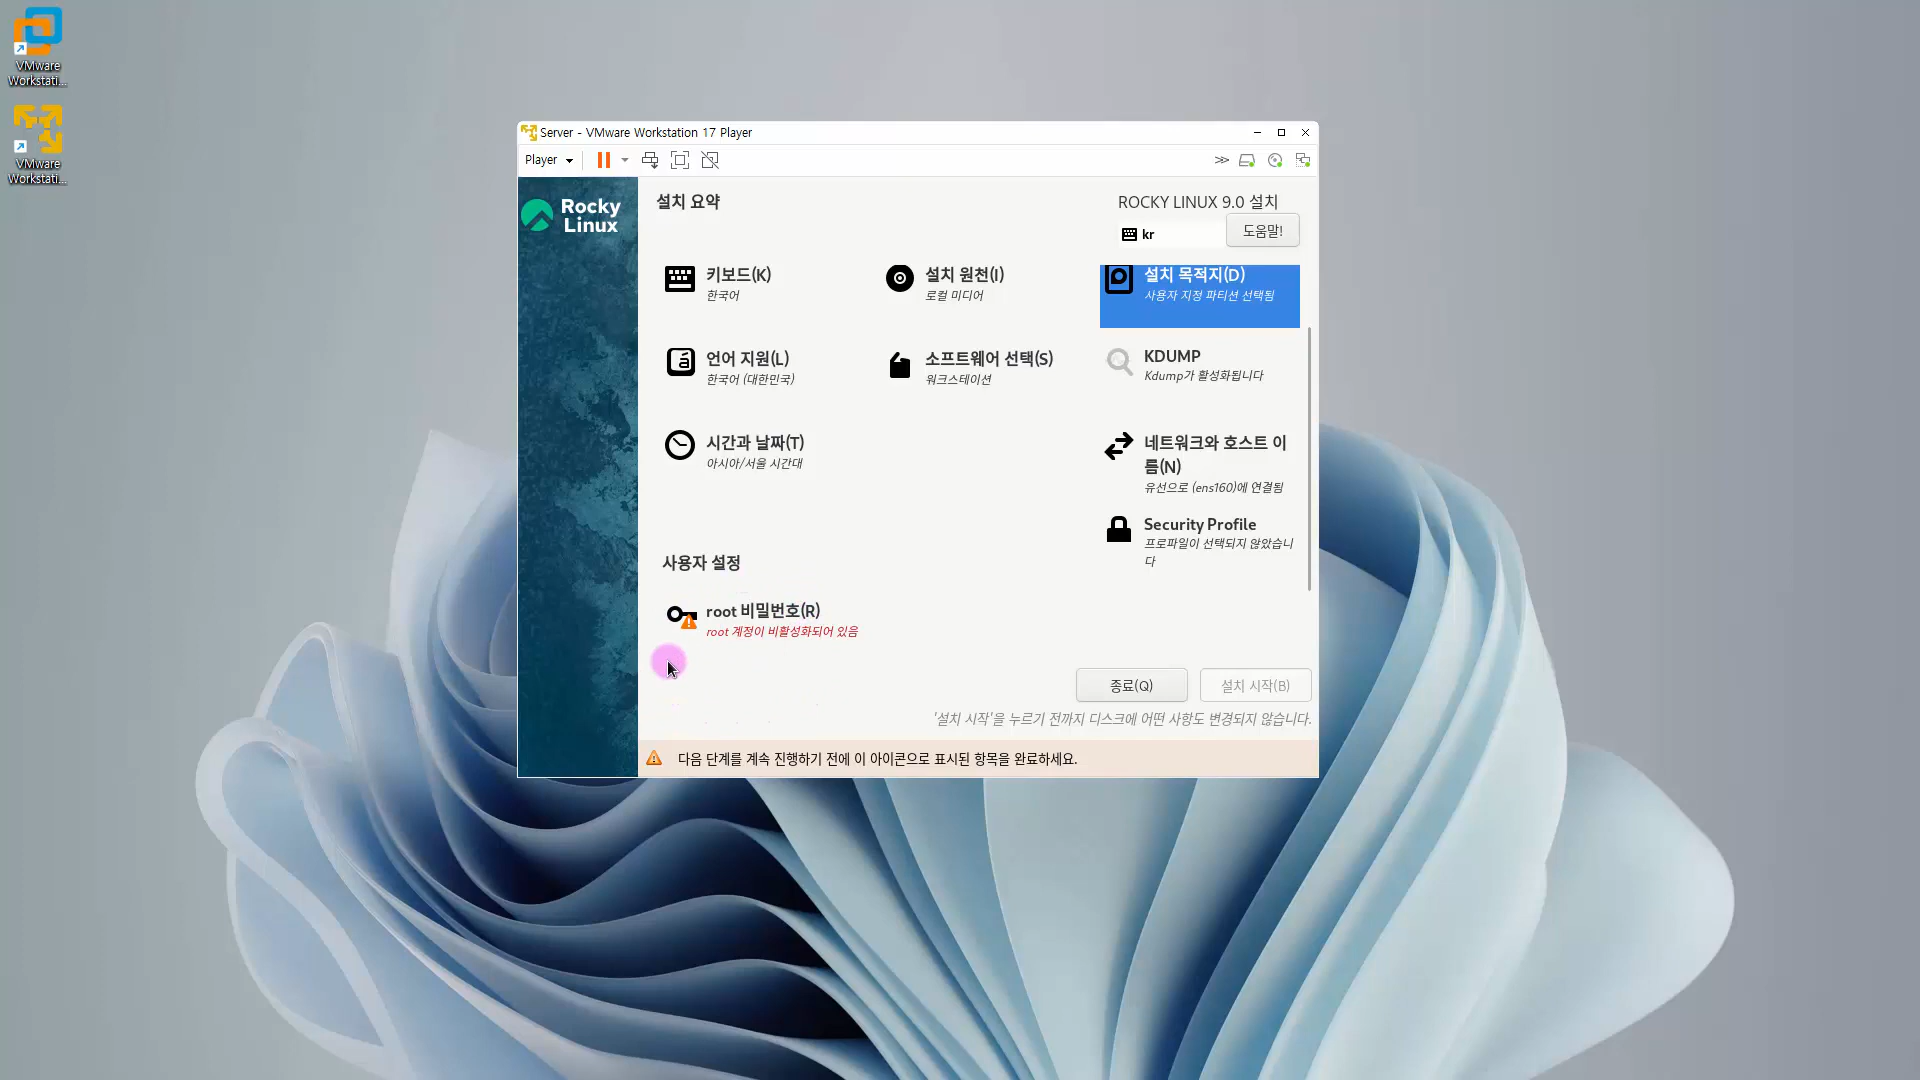 VMware
Workstati...
VMware
Workstati...
Server - VMware Workstation 17 Player
Player
Rocky
Linux
설치 요약
ROCKY LINUX 9.0 설치
kr
도움말!
키보드(K)
한국어
설치 원천(I)
로컬 미디어
설치 목적지(D)
사용자 지정 파티션 선택됨
언어 지원(L)
한국어 (대한민국)
소프트웨어 선택(S)
워크스테이션
KDUMP
Kdump가 활성화됩니다
시간과 날짜(T)
아시아/서울 시간대
네트워크와 호스트 이
름(N)
유선으로 (ens160)에 연결됨
Security Profile
프로파일이 선택되지 않았습니
다
사용자 설정
root 비밀번호(R)
root 계정이 비활성화되어 있음
종료(Q)
설치 시작(B)
'설치 시작'을 누르기 전까지 디스크에 어떤 사항도 변경되지 않습니다.
다음 단계를 계속 진행하기 전에 이 아이콘으로 표시된 항목을 완료하세요.